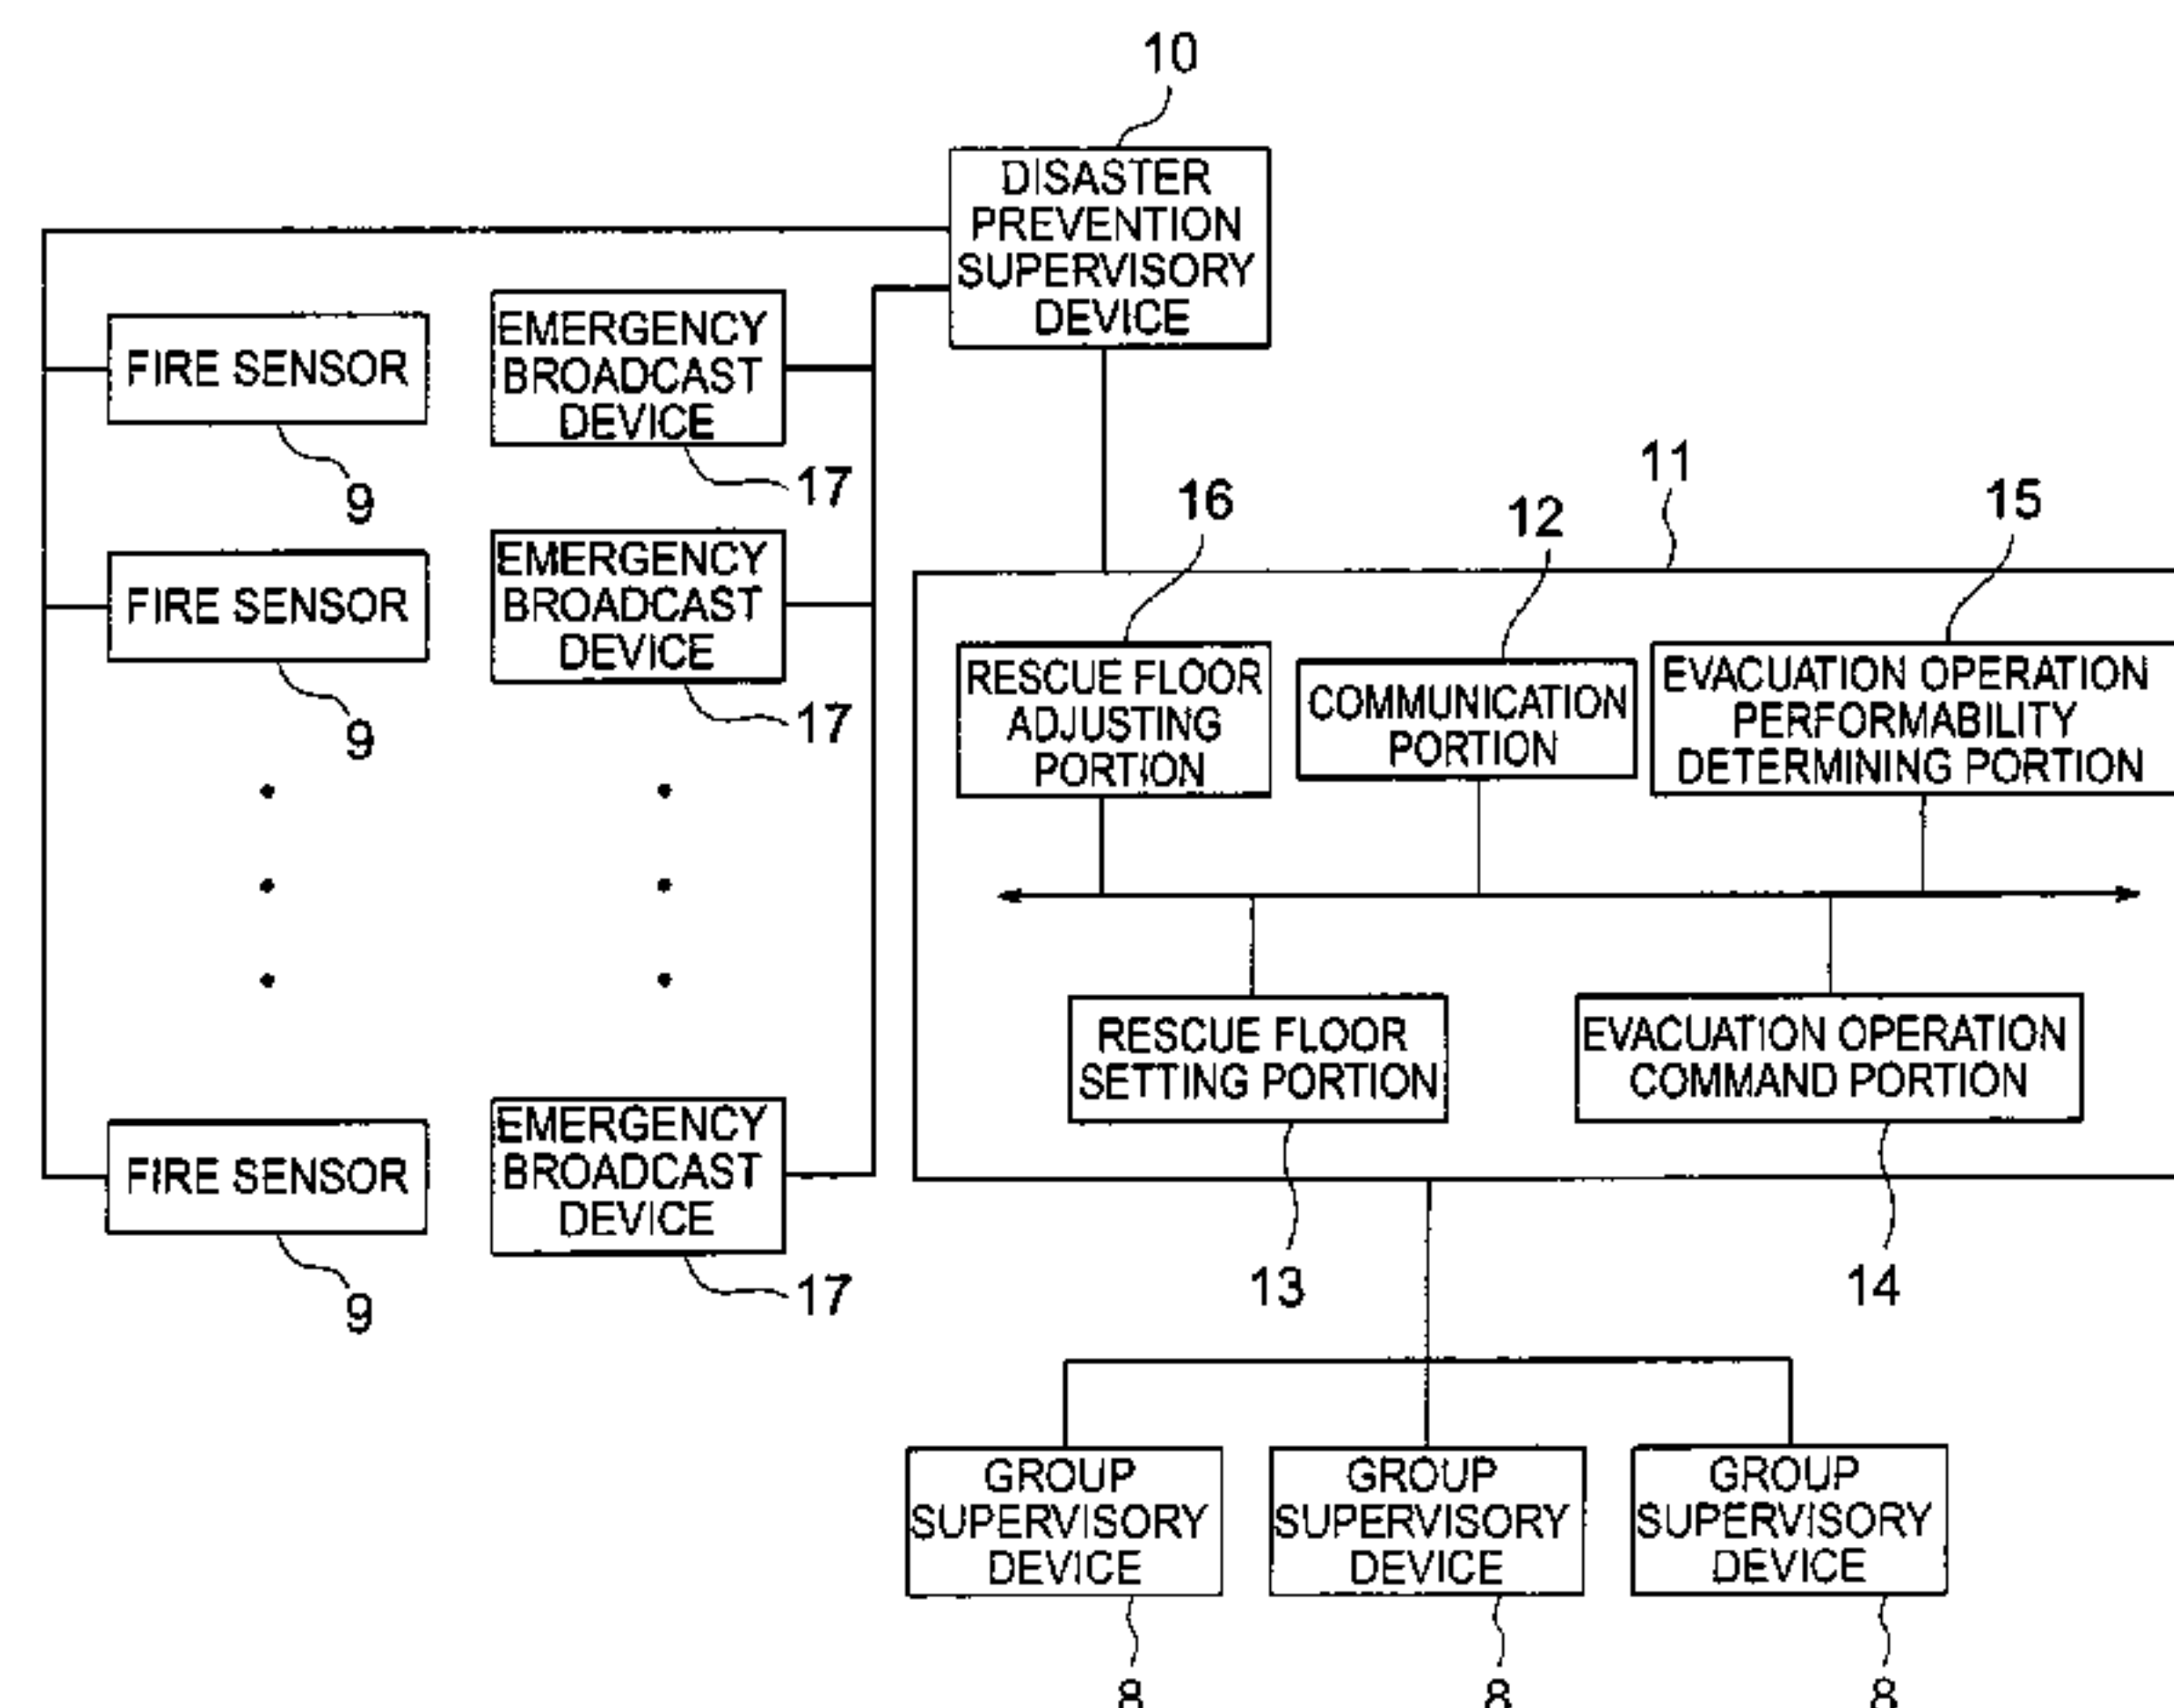 10
DISASTER
PREVENTION
SUPERVISORY
DEVICE
FIRE SENSOR
9
EMERGENCY
BROADCAST
DEVICE
17
FIRE SENSOR
9
EMERGENCY
BROADCAST
DEVICE
17
FIRE SENSOR
9
EMERGENCY
BROADCAST
DEVICE
17
11
16
12
15
RESCUE FLOOR
ADJUSTING
PORTION
COMMUNICATION
PORTION
EVACUATION OPERATION
PERFORMABILITY
DETERMINING PORTION
RESCUE FLOOR
SETTING PORTION
EVACUATION OPERATION
COMMAND PORTION
13
14
GROUP
SUPERVISORY
DEVICE
8
GROUP
SUPERVISORY
DEVICE
8
GROUP
SUPERVISORY
DEVICE
8